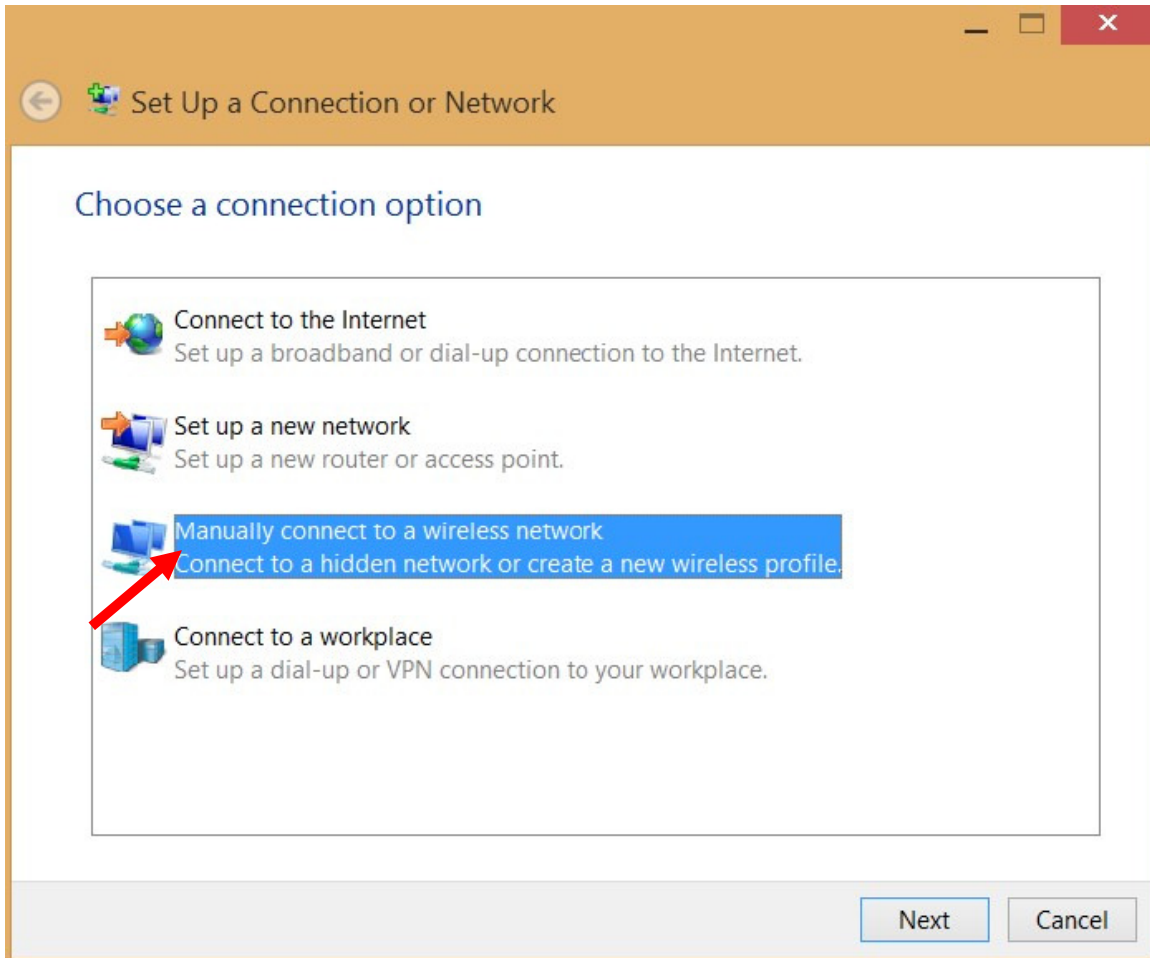 Set Up a Connection or Network
Choose a connection option
Connect to the Internet
Set up a broadband or dial-up connection to the Internet.
Set up a new network
Set up a new router or access point.
Manually connect to a wireless network
Connect to a hidden network or create a new wireless profile.
Connect to a workplace
Set up a dial-up or VPN connection to your workplace.
Next
Cancel